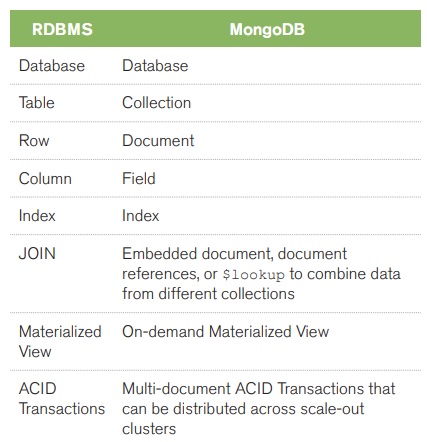 RDBMS MongoDB
Database Database
Table Collection
Row Document
Column Field
Index Index
JOIN Embedded document, document
references, or $lookup to combine data
from different collections
Materialized On-demand Materialized View
View
ACID Multi-document ACID Transactions that
Transactions can be distributed across scale-out
clusters